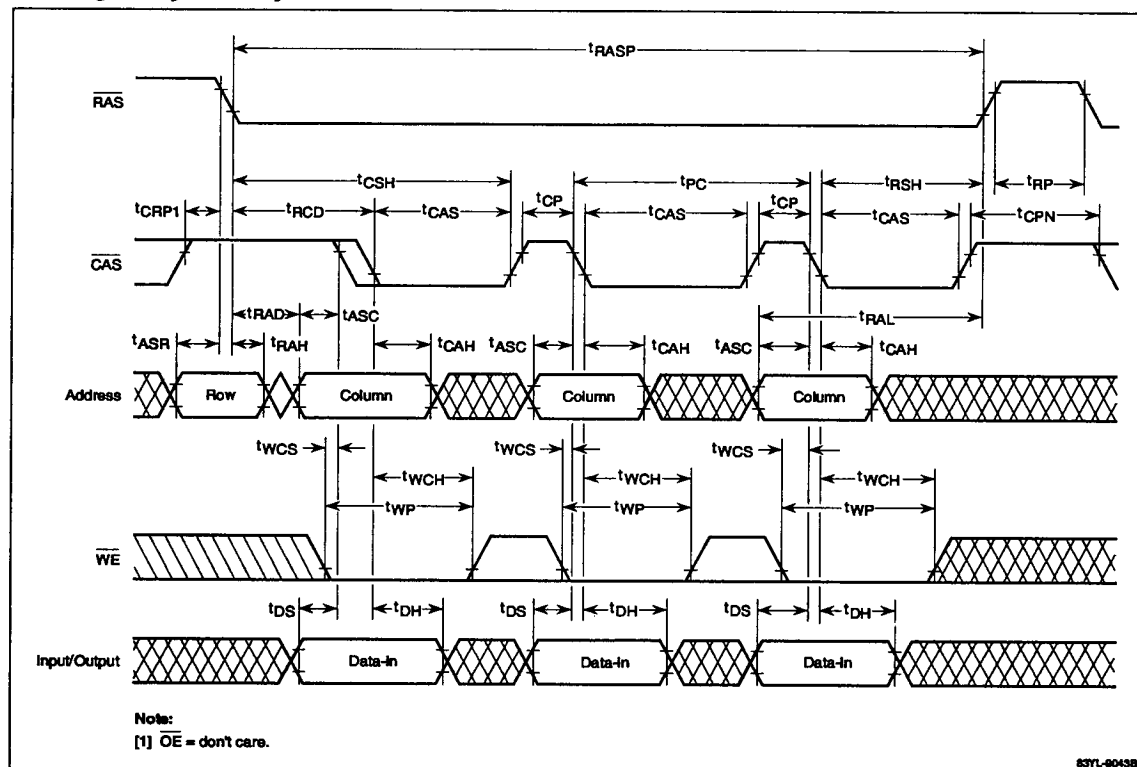 tRASP
RAS
tCSH tPC tRSH tRP
tCRP1 tRCD tCAS tCP tCAS tCP tCAS tCPN
CAS
tRAD tASC tRAL
tASR tRAH tCAH tASC tCAH tASC tCAH
Address Row Column Column Column
tWCS tWCS tWCS
tWCH tWCH tWCH
tWP tWP tWP
WE
tDS tDH tDS tDH tDS tDH
Input/Output Data-in Data-in Data-in
Note:
[1] OE = don't care.
83YL-9043B